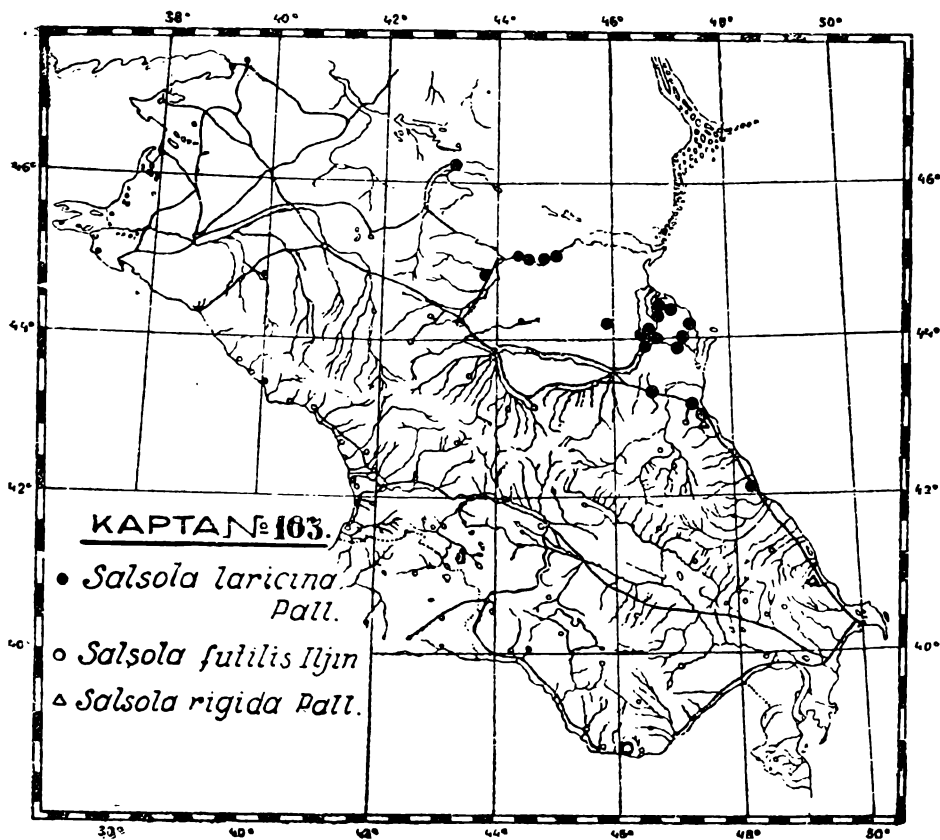 38° 40° 42° 44° 46° 48° 50°
46° 46°
44° 44°
42° 42°
КАРТА № 163.
● Salsola laricina
Pall.
40° 40°
○ Salsola futilis Iljin
△ Salsola rigida Pall.
40° 44° 46° 48° 50°